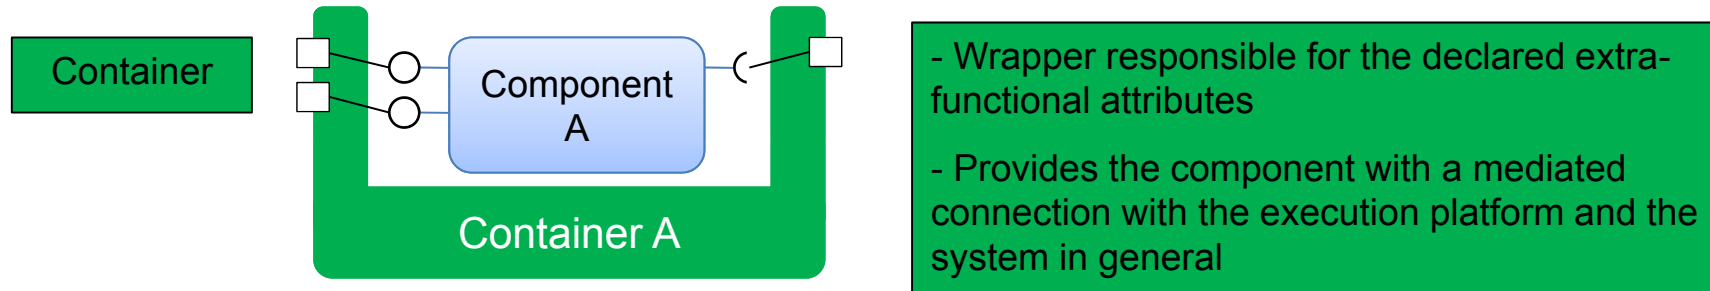 Container
Component
A
Container A
- Wrapper responsible for the declared extra-
functional attributes
- Provides the component with a mediated
connection with the execution platform and the
system in general